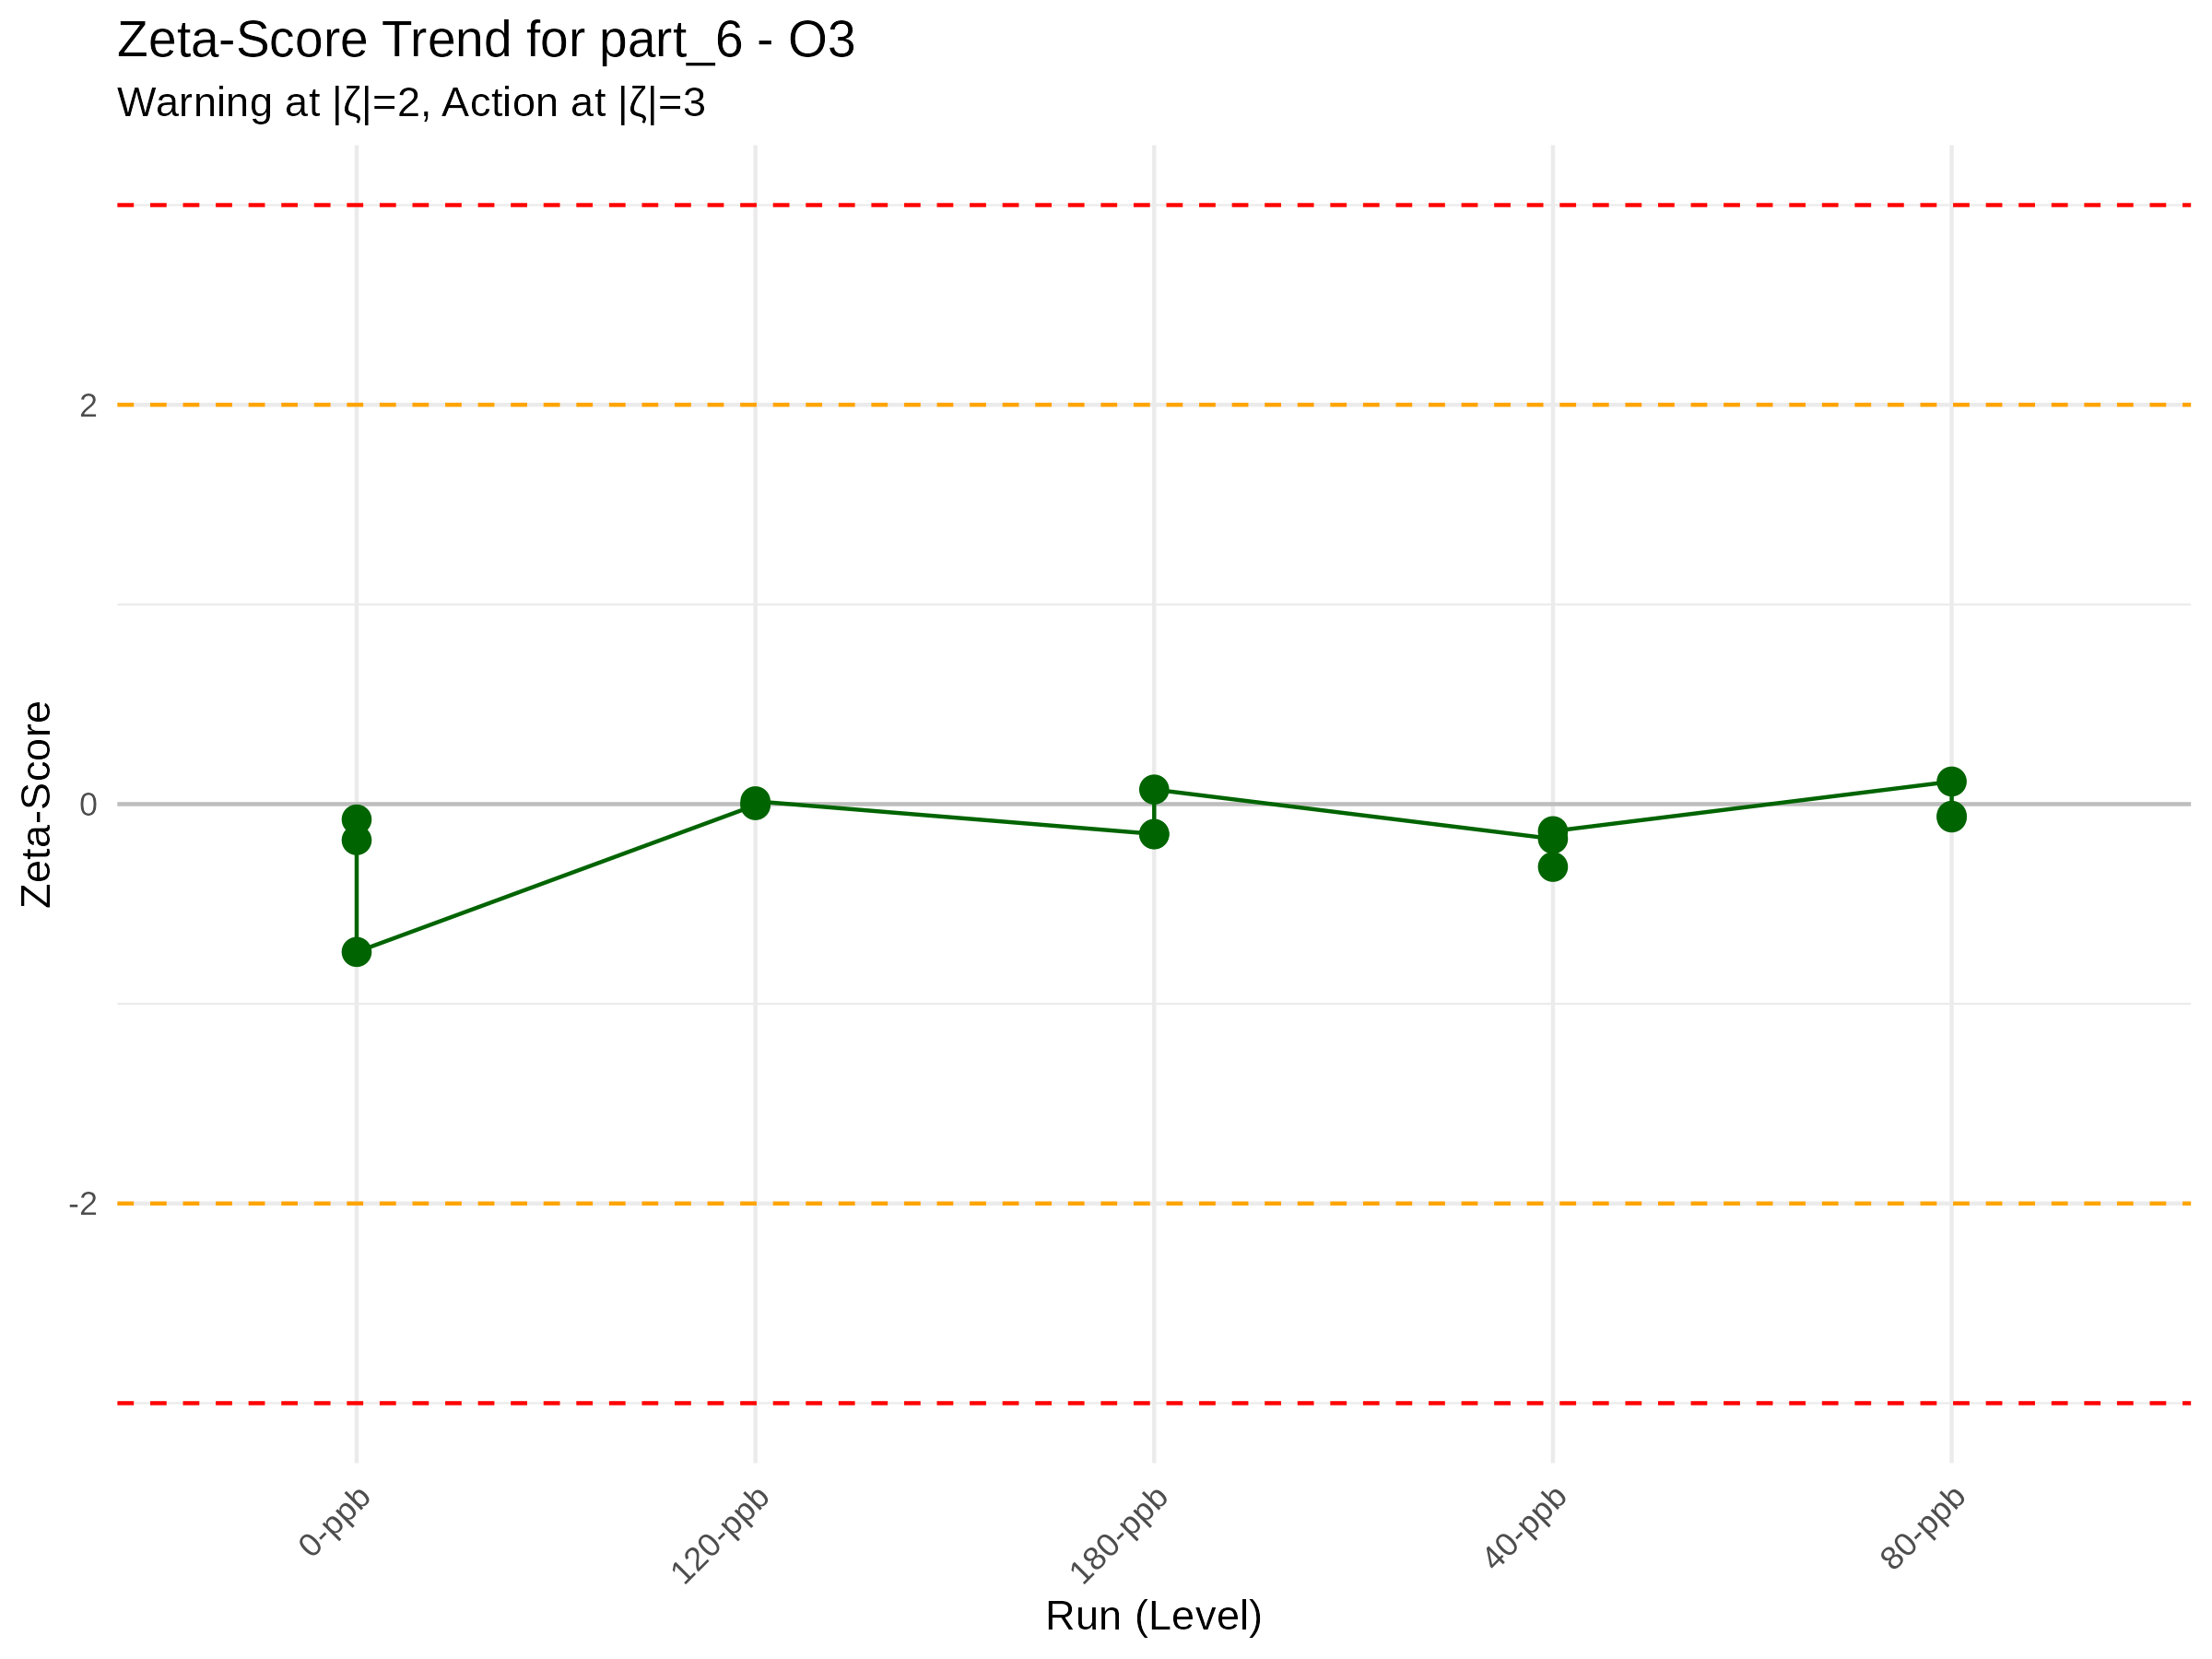 Zeta-Score Trend for part_6 - O3
Warning at |ζ|=2, Action at |ζ|=3
Zeta-Score
2
0
-2
0-ppb
120-ppb
180-ppb
40-ppb
80-ppb
Run (Level)